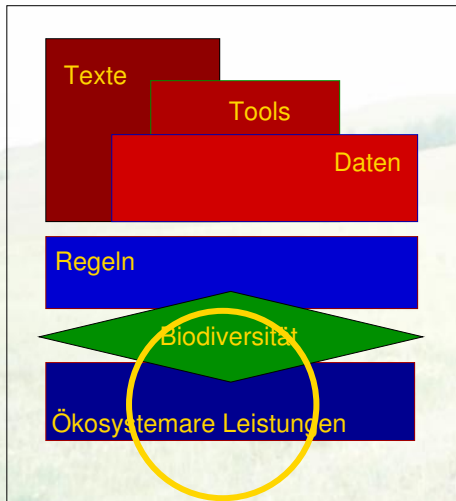 Texte
Tools
Daten
Regeln
Biodiversität
Ökosystemare Leistungen